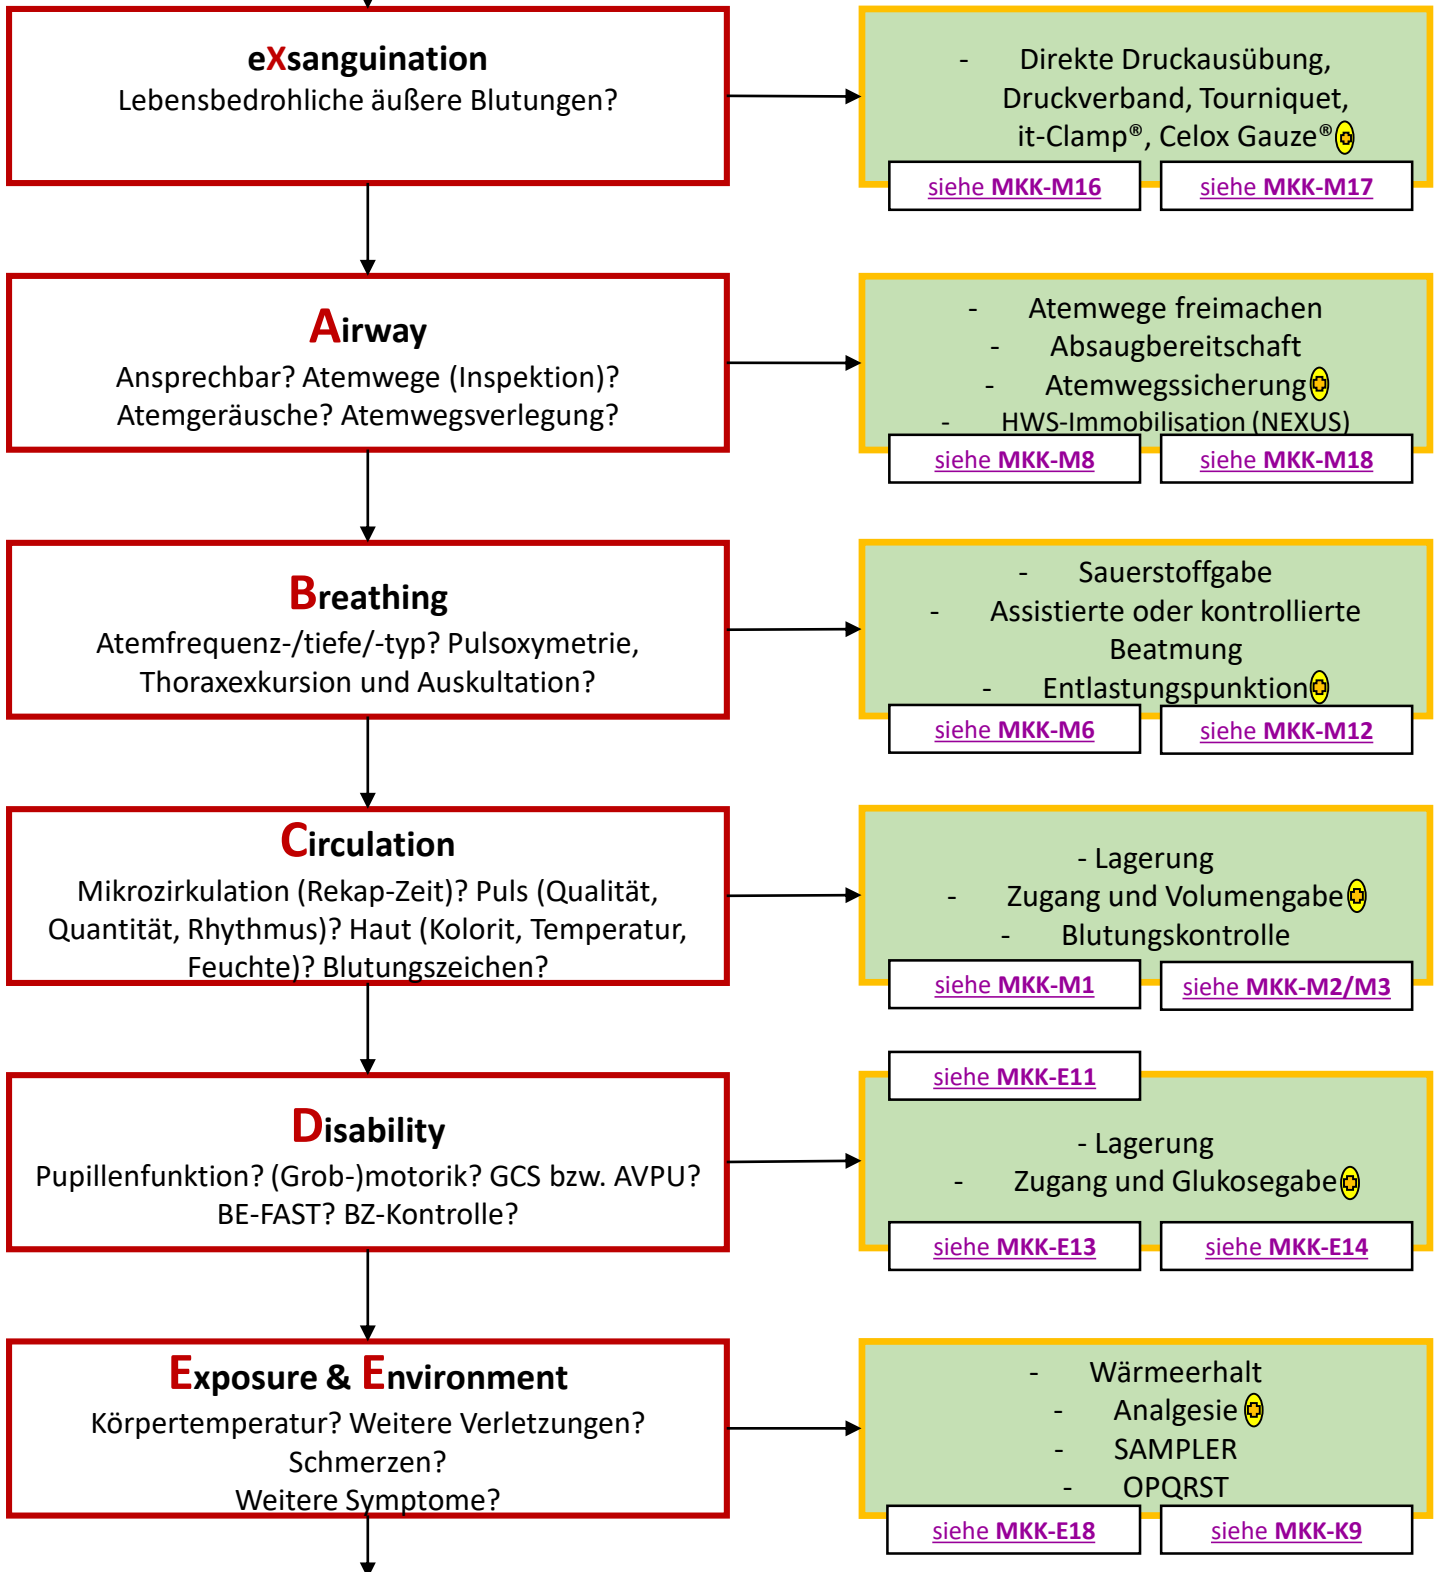 eXsanguination
Lebensbedrohliche äußere Blutungen?
- Direkte Druckausübung,
Druckverband, Tourniquet,
it-Clamp®, Celox Gauze®
siehe MKK-M16
siehe MKK-M17
Airway
Ansprechbar? Atemwege (Inspektion)?
Atemgeräusche? Atemwegsverlegung?
- Atemwege freimachen
- Absaugbereitschaft
- Atemwegssicherung
- HWS-Immobilisation (NEXUS)
siehe MKK-M8
siehe MKK-M18
Breathing
Atemfrequenz-/tiefe/-typ? Pulsoxymetrie,
Thoraxexkursion und Auskultation?
- Sauerstoffgabe
- Assistierte oder kontrollierte
Beatmung
- Entlastungspunktion
siehe MKK-M6
siehe MKK-M12
Circulation
Mikrozirkulation (Rekap-Zeit)? Puls (Qualität,
Quantität, Rhythmus)? Haut (Kolorit, Temperatur,
Feuchte)? Blutungszeichen?
- Lagerung
- Zugang und Volumengabe
- Blutungskontrolle
siehe MKK-M1
siehe MKK-M2/M3
siehe MKK-E11
Disability
Pupillenfunktion? (Grob-)motorik? GCS bzw. AVPU?
BE-FAST? BZ-Kontrolle?
- Lagerung
- Zugang und Glukosegabe
siehe MKK-E13
siehe MKK-E14
Exposure & Environment
Körpertemperatur? Weitere Verletzungen?
Schmerzen?
Weitere Symptome?
- Wärmeerhalt
- Analgesie
- SAMPLER
- OPQRST
siehe MKK-E18
siehe MKK-K9